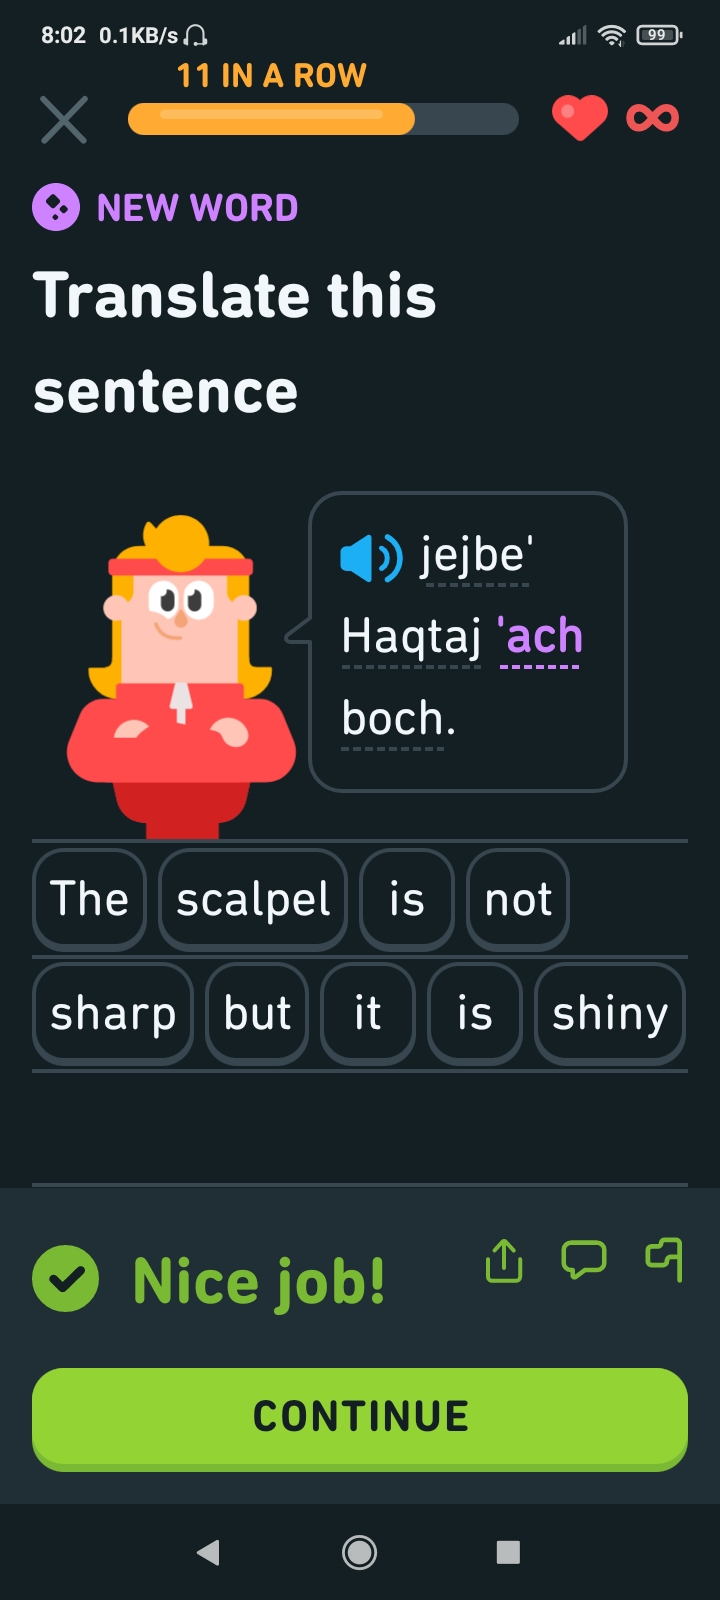 8:02 0.1KB/s 99
11 IN A ROW
NEW WORD
Translate this
sentence
jejbe'
Haqtaj 'ach
boch.
The scalpel is not
sharp but it is shiny
Nice job!
CONTINUE